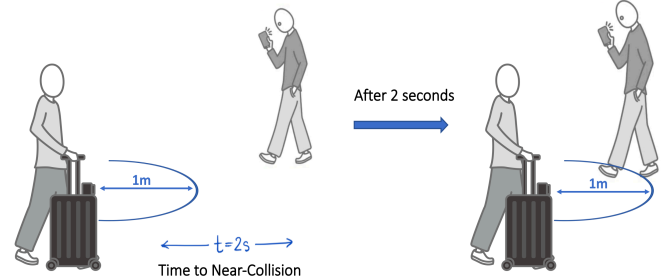 After 2 seconds
1m
1m
t=2s
Time to Near-Collision